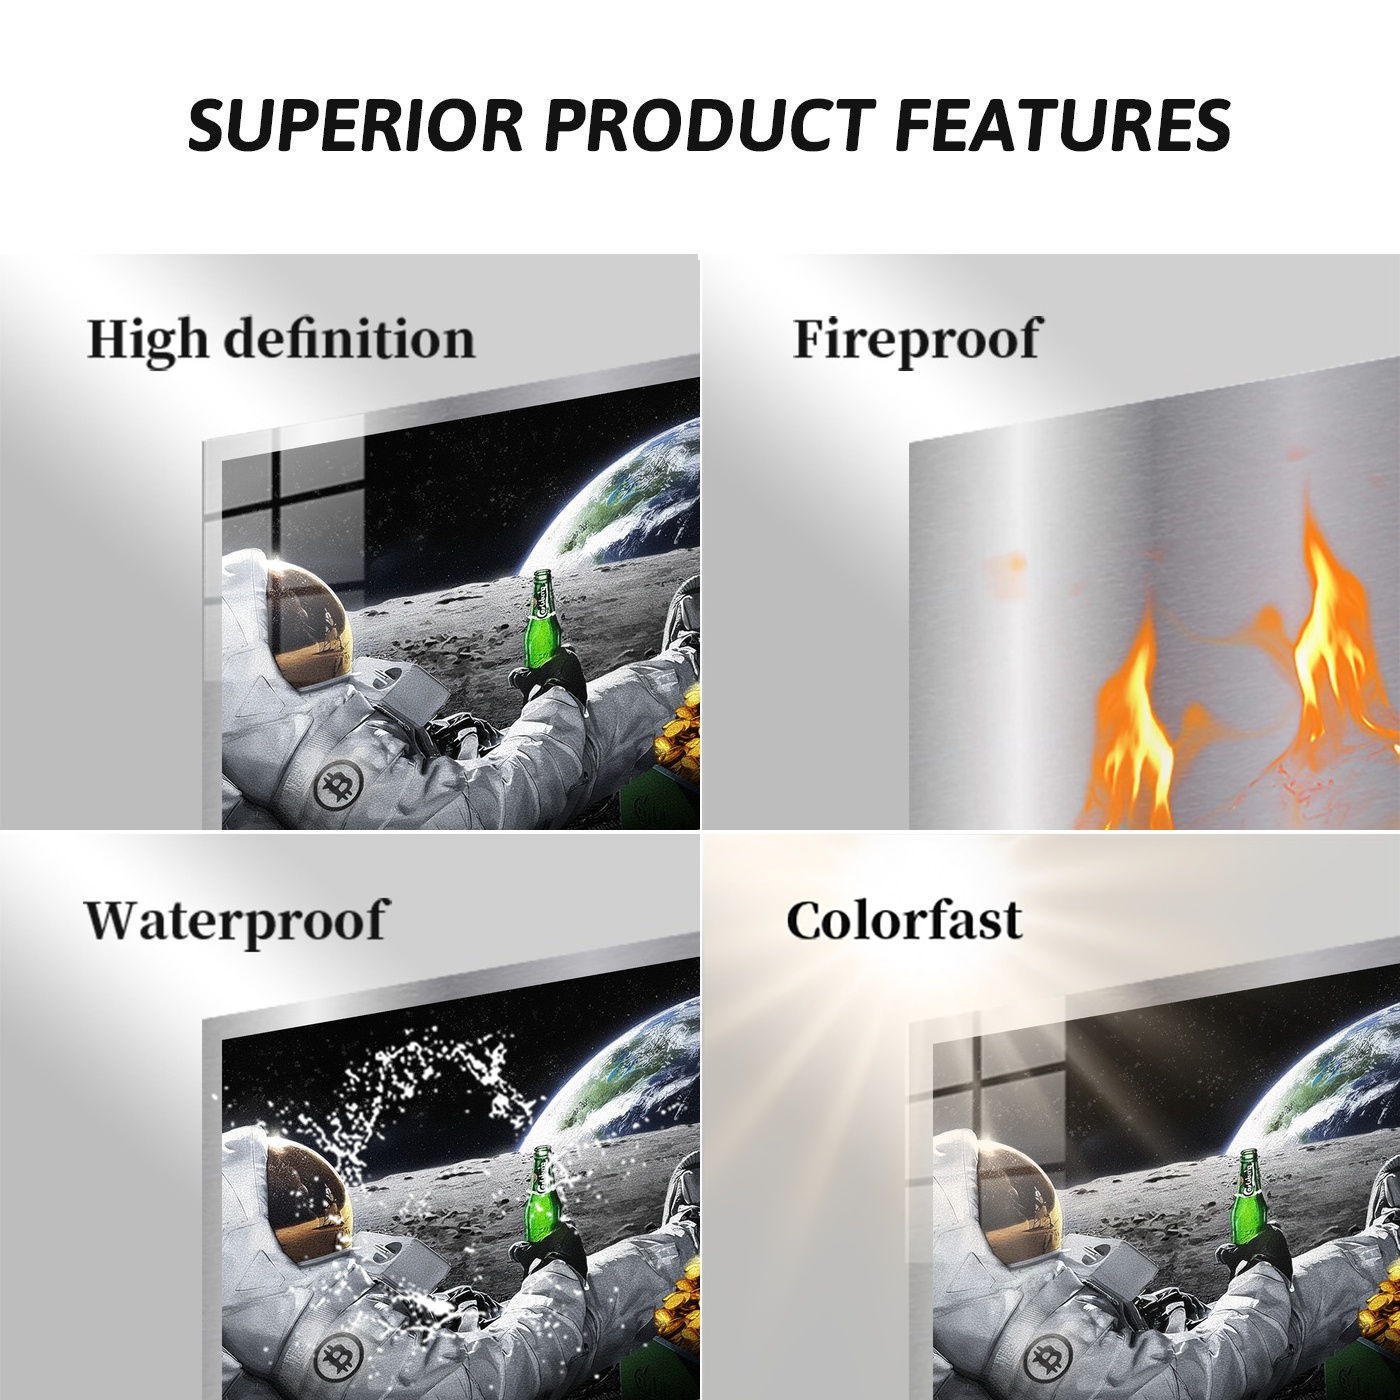 SUPERIOR PRODUCT FEATURES
High definition
Fireproof
Waterproof
Colorfast